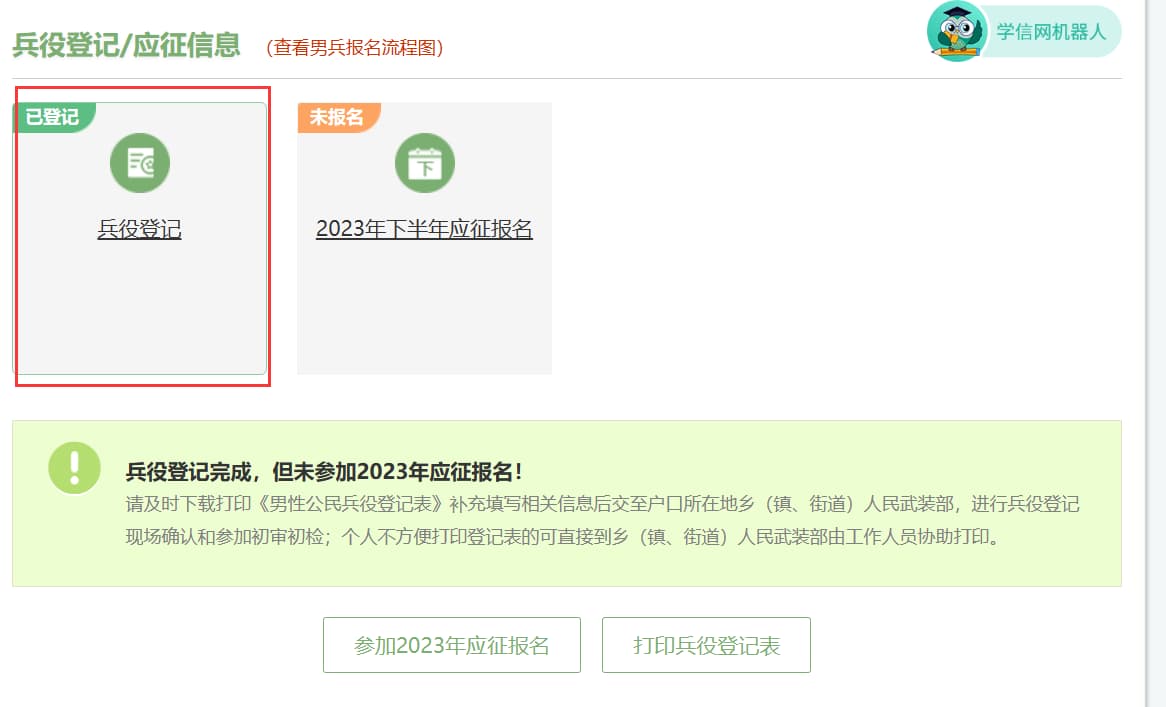 兵役登记/应征信息 (查看男兵报名流程图)
学信网机器人
已登记
未报名
下
兵役登记
2023年下半年应征报名
兵役登记完成，但未参加2023年应征报名！
请及时下载打印《男性公民兵役登记表》补充填写相关信息后交至户口所在地乡（镇、街道）人民武装部，进行兵役登记
现场确认和参加初审初检；个人不方便打印登记表的可直接到乡（镇、街道）人民武装部由工作人员协助打印。
参加2023年应征报名
打印兵役登记表